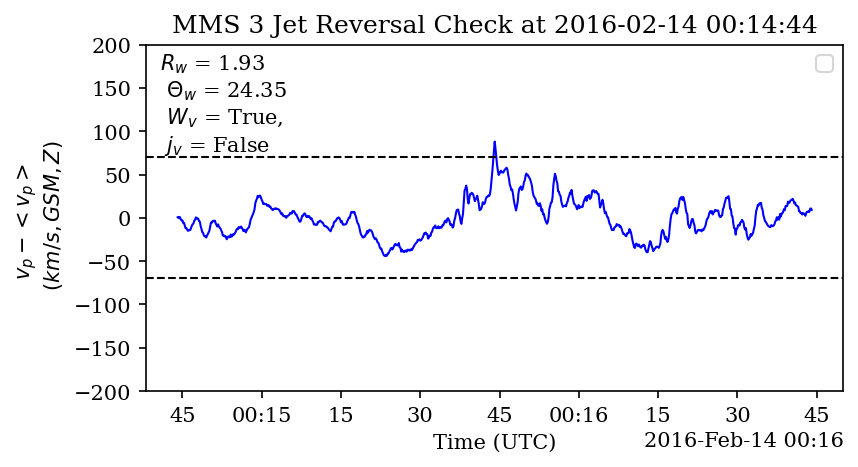 MMS 3 Jet Reversal Check at 2016-02-14 00:14:44
200
150
100
50
0
−50
−100
−150
−200
v_p − < v_p >
(km/s, GSM, Z)
R_w = 1.93
Θ_w = 24.35
W_v = True,
j_v = False
45 00:15 15 30 45 00:16 15 30 45
Time (UTC)
2016-Feb-14 00:16